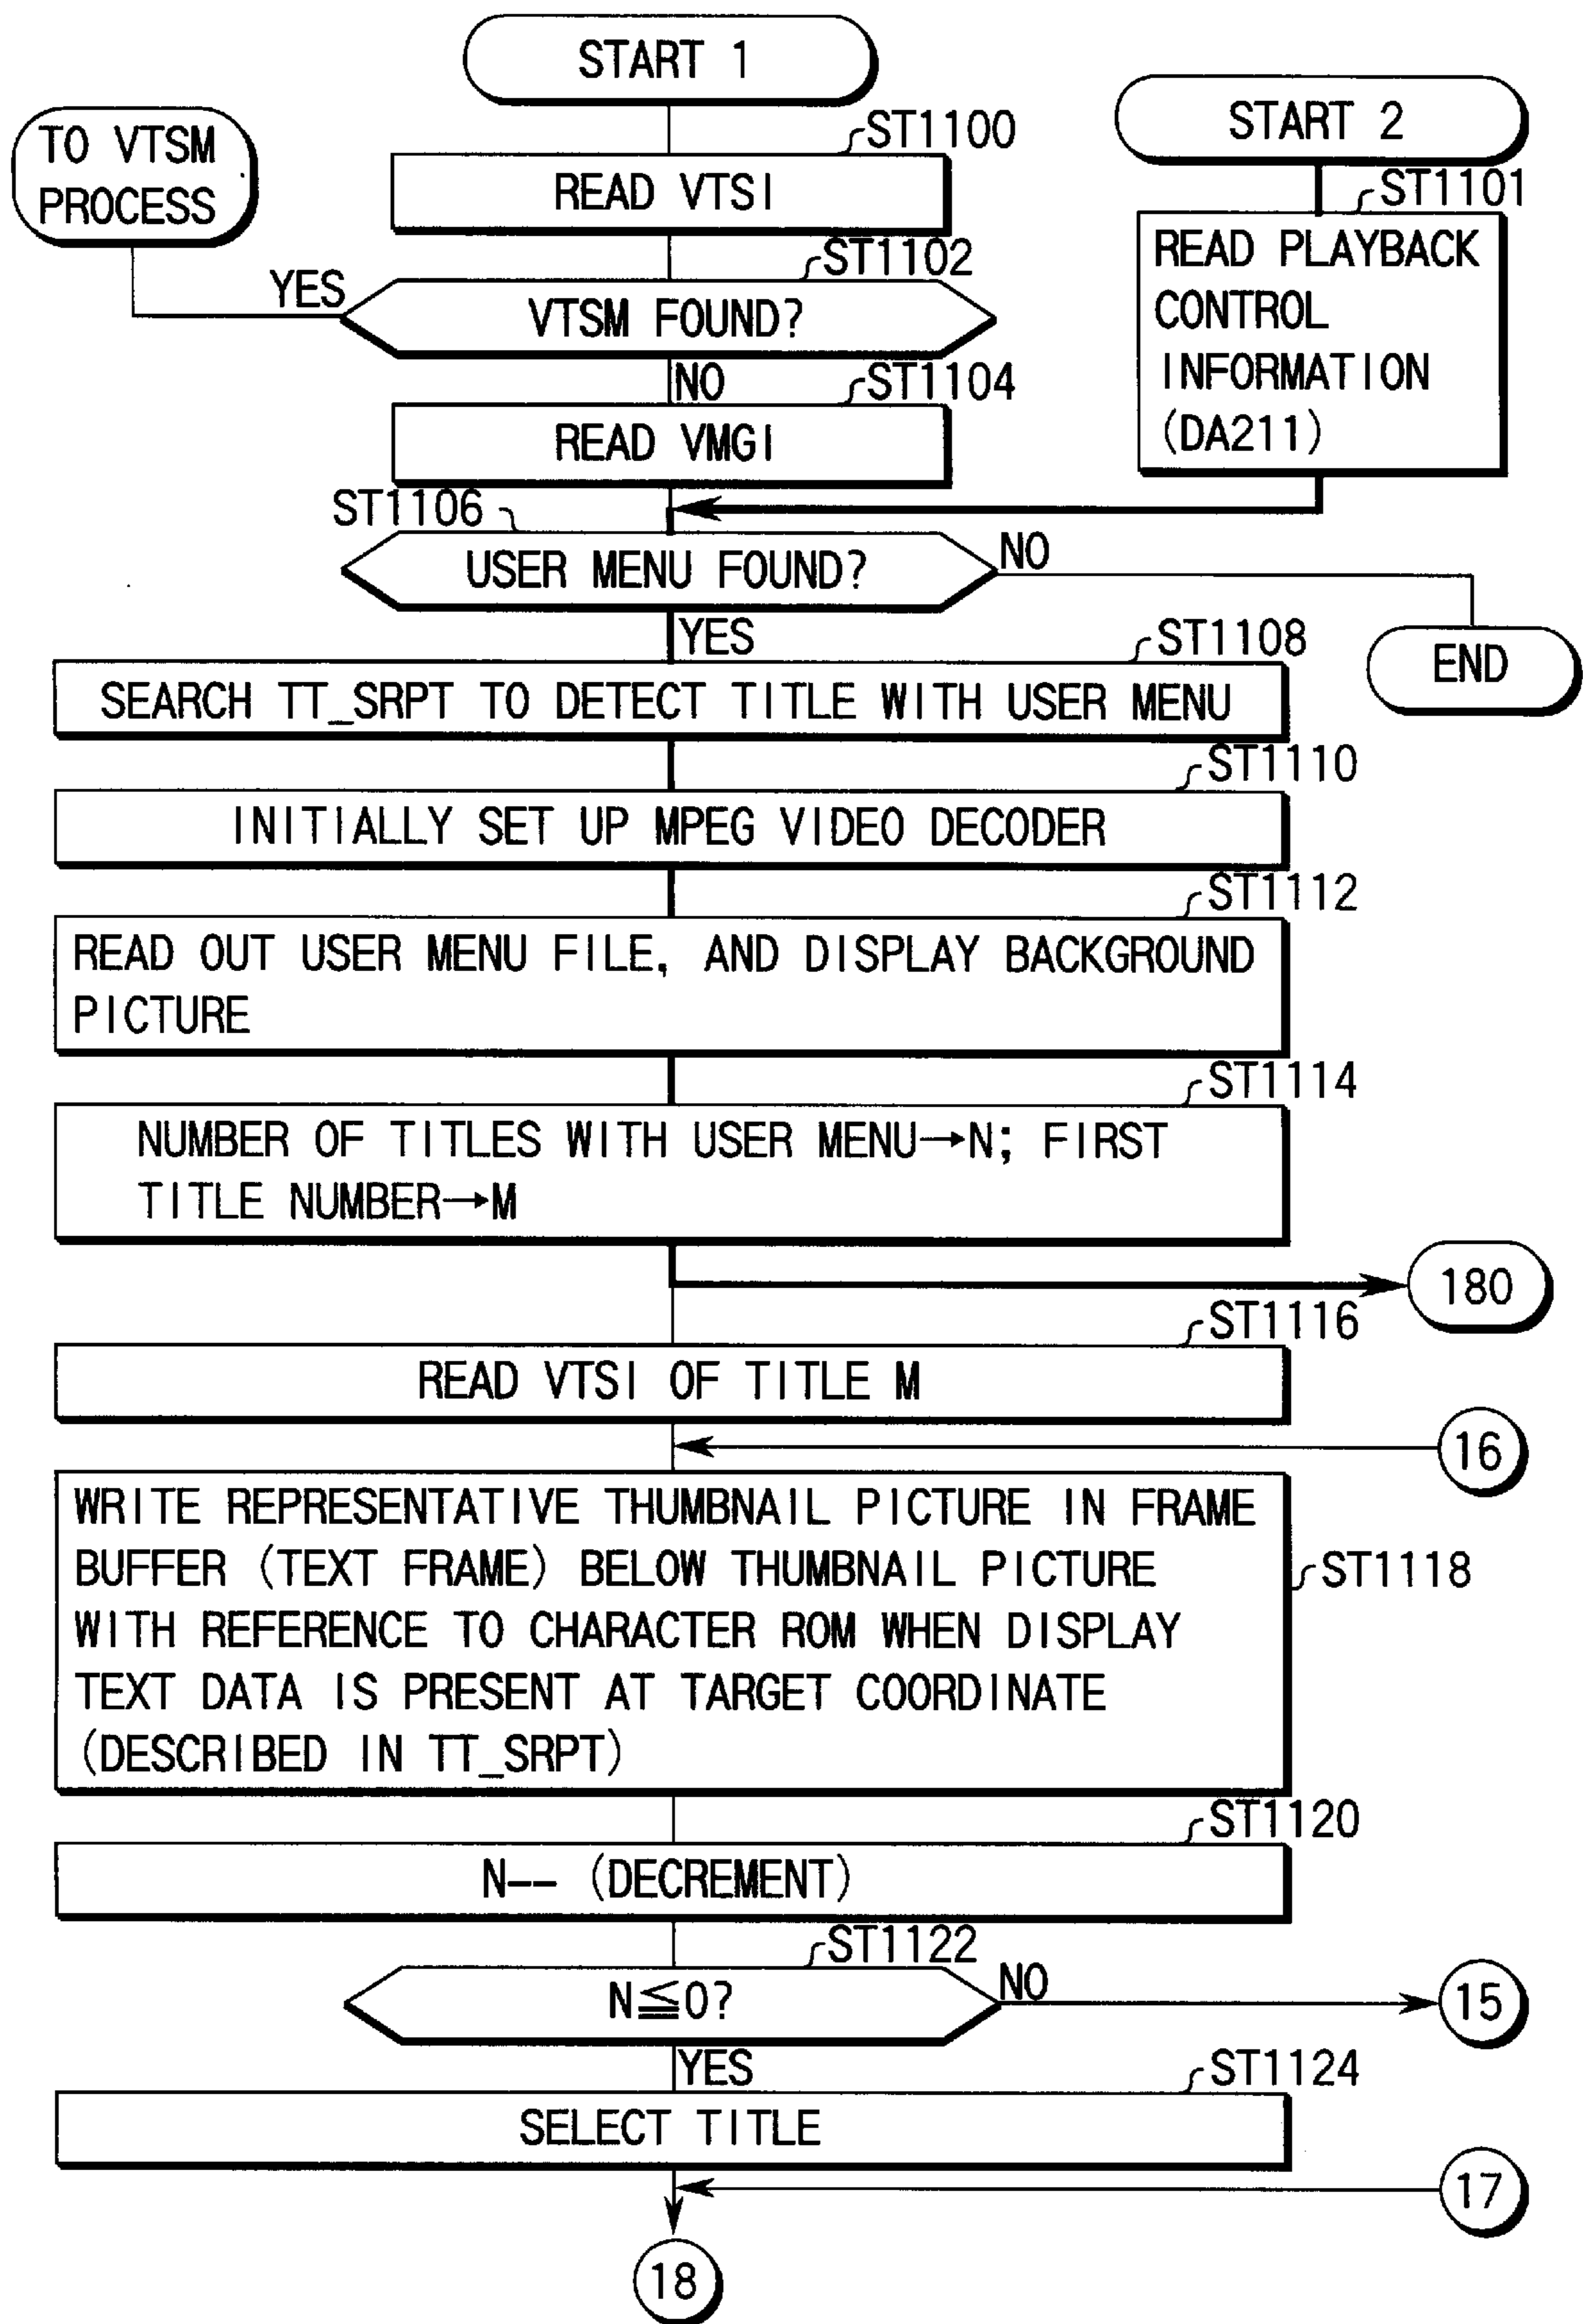 START 1
TO VTSM
PROCESS
START 2
ST1100
READ VTSI
ST1101
READ PLAYBACK
CONTROL
INFORMATION
(DA211)
ST1102
YES
VTSM FOUND?
NO
ST1104
READ VMGI
ST1106
USER MENU FOUND?
NO
END
YES
ST1108
SEARCH TT_SRPT TO DETECT TITLE WITH USER MENU
ST1110
INITIALLY SET UP MPEG VIDEO DECODER
ST1112
READ OUT USER MENU FILE, AND DISPLAY BACKGROUND
PICTURE
ST1114
NUMBER OF TITLES WITH USER MENU→N; FIRST
TITLE NUMBER→M
180
ST1116
READ VTSI OF TITLE M
16
WRITE REPRESENTATIVE THUMBNAIL PICTURE IN FRAME
BUFFER (TEXT FRAME) BELOW THUMBNAIL PICTURE
WITH REFERENCE TO CHARACTER ROM WHEN DISPLAY
TEXT DATA IS PRESENT AT TARGET COORDINATE
(DESCRIBED IN TT_SRPT)
ST1118
ST1120
N-- (DECREMENT)
ST1122
N≦0?
NO
15
YES
ST1124
SELECT TITLE
17
18